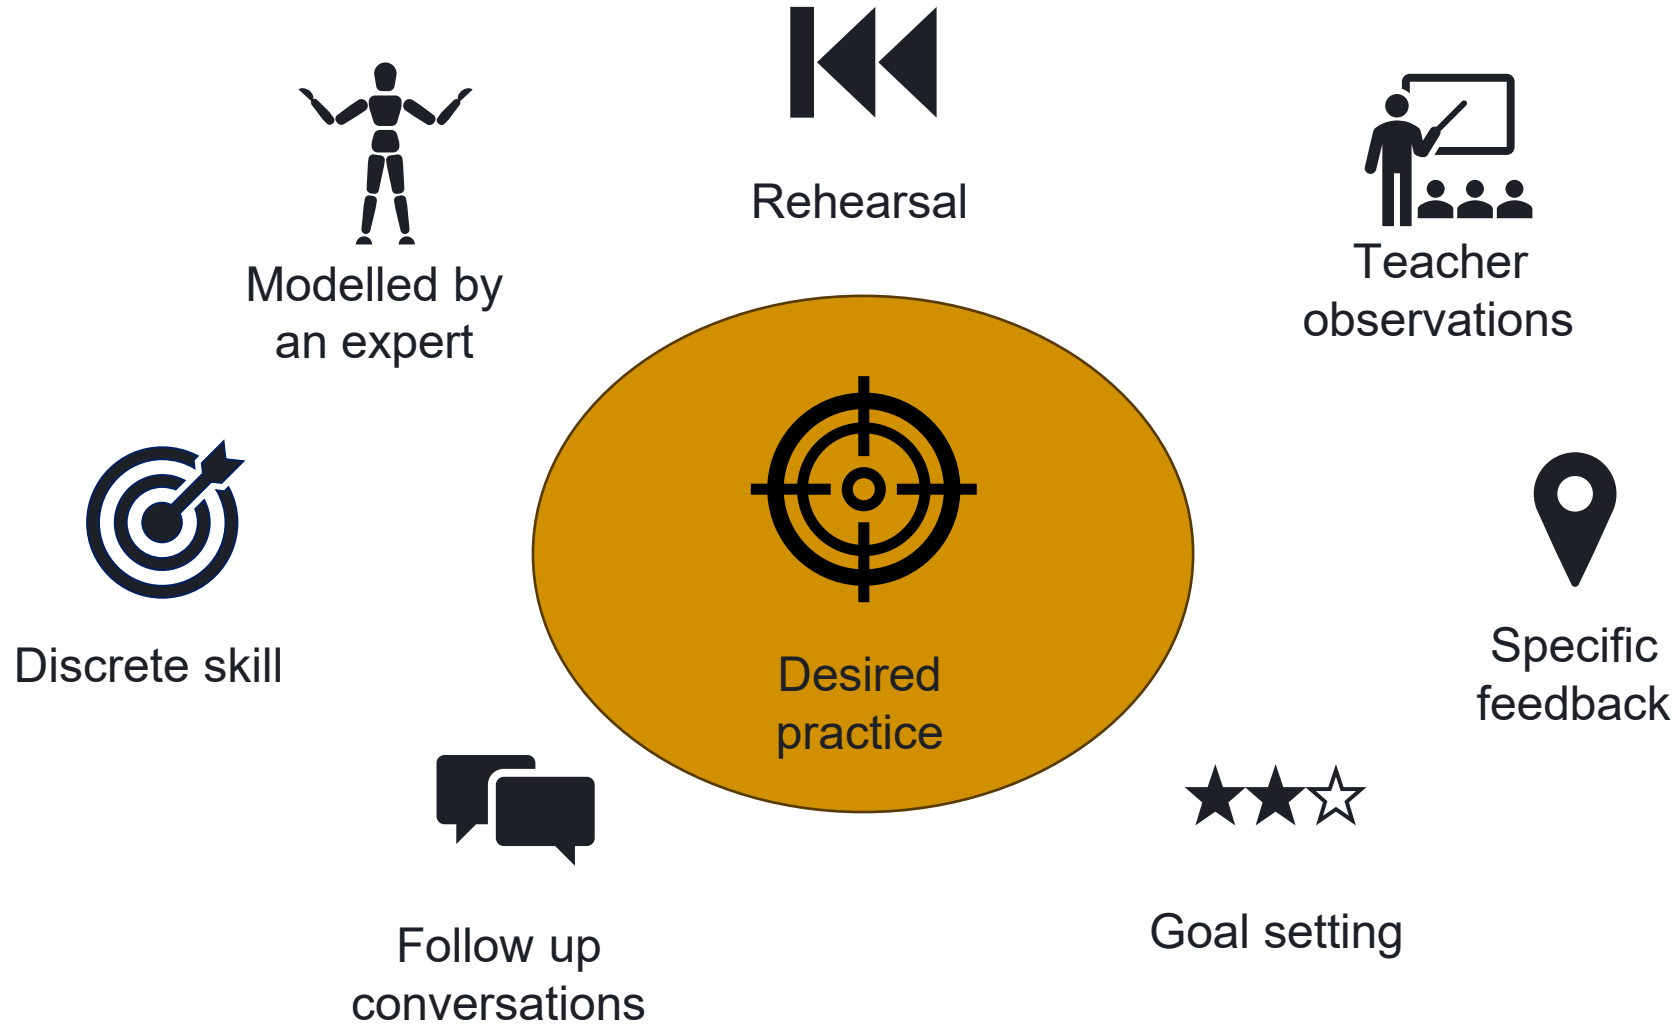 Rehearsal
Modelled by
an expert
Teacher
observations
Discrete skill
Desired
practice
Specific
feedback
Follow up
conversations
Goal setting